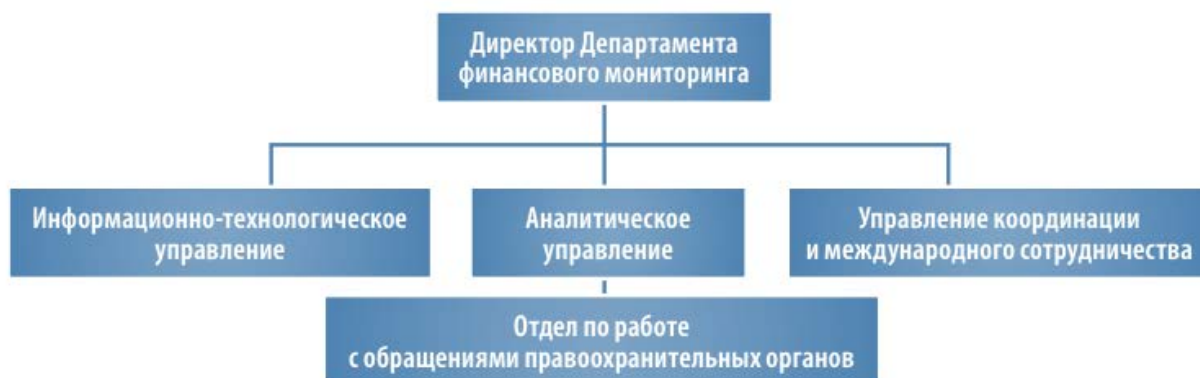 Директор Департамента
финансового мониторинга
Информационно-технологическое
управление
Аналитическое
управление
Управление координации
и международного сотрудничества
Отдел по работе
с обращениями правоохранительных органов